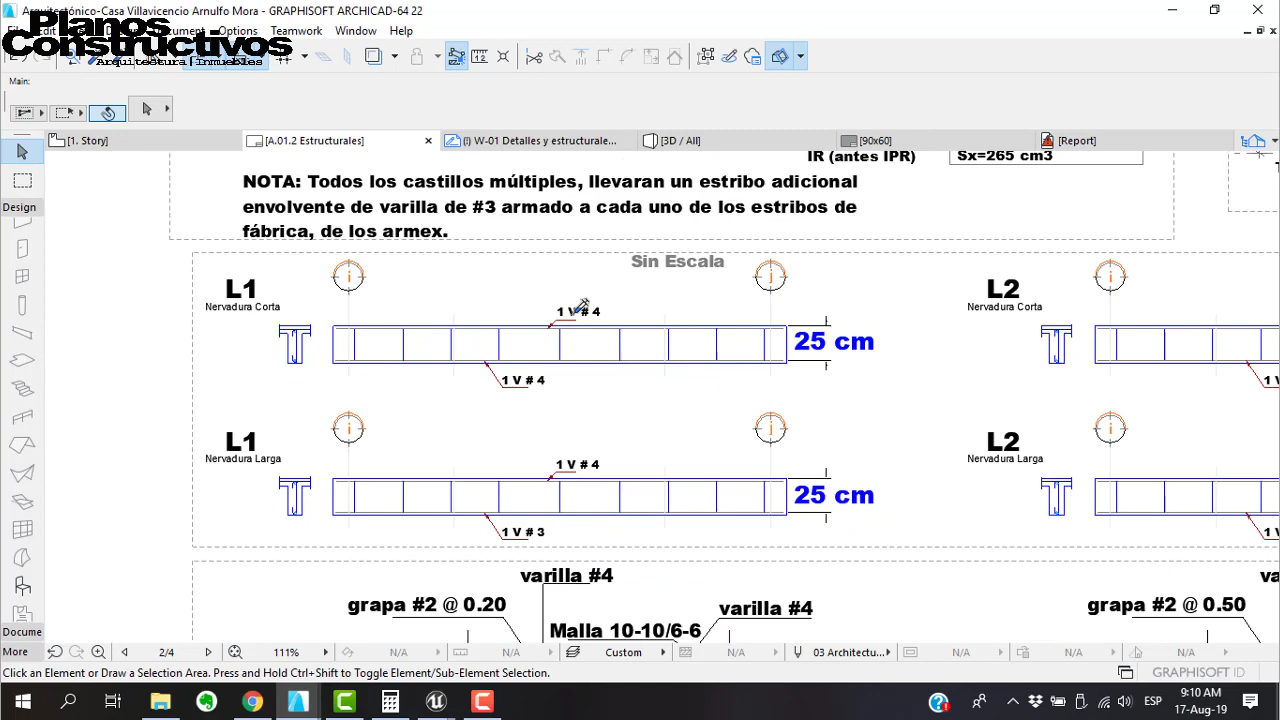 Arquitectónico-Casa Villavicencio Arnulfo Mora - GRAPHISOFT ARCHICAD-64 22
Planos
Constructivos
Arquitectura | Inmuebles
Document Options Teamwork Window Help
Main:
[1. Story]
[A.01.2 Estructurales]
(!) W-01 Detalles y estructurale...
[3D / All]
[90x60]
[Report]
Design
IR (antes IPR)
Sx=265 cm3
NOTA: Todos los castillos múltiples, llevaran un estribo adicional
envolvente de varilla de #3 armado a cada uno de los estribos de
fábrica, de los armex.
Sin Escala
L1
Nervadura Corta
i
j
1 V # 4
25 cm
1 V # 4
L2
Nervadura Corta
i
1 V #
L1
Nervadura Larga
i
j
1 V # 4
25 cm
1 V # 3
L2
Nervadura Larga
i
1 V #
varilla #4
grapa #2 @ 0.20
varilla #4
Malla 10-10/6-6
va
grapa #2 @ 0.50
Docume
More
2/4
111%
N/A
N/A
Custom
N/A
03 Architectu...
N/A
N/A
N/A
Click an Element or Draw a Selection Area. Press and Hold Ctrl+Shift to Toggle Element/Sub-Element Selection.
GRAPHISOFT ID
ESP
9:10 AM
17-Aug-19